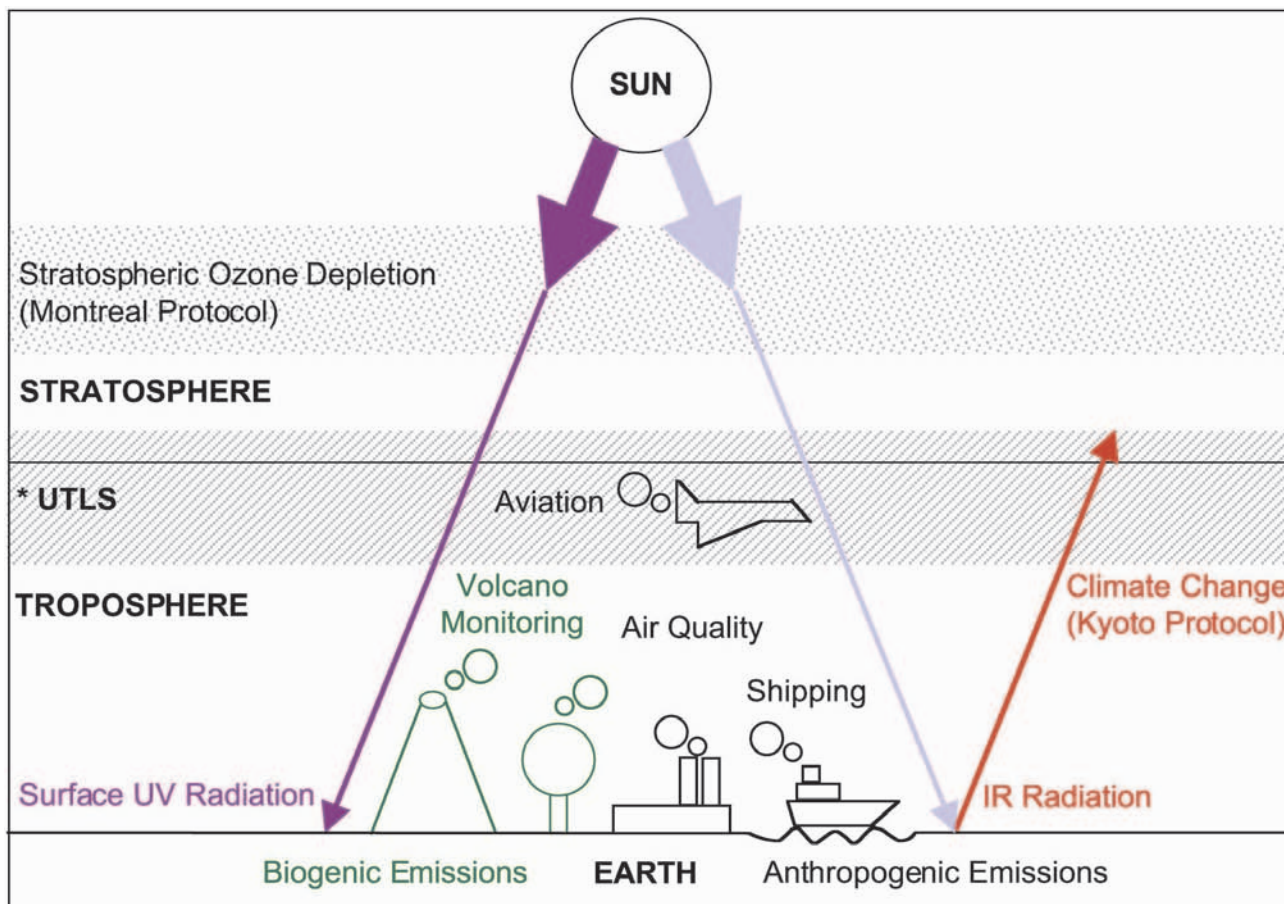 SUN
Stratospheric Ozone Depletion
(Montreal Protocol)
STRATOSPHERE
* UTLS
Aviation
TROPOSPHERE
Volcano
Monitoring
Air Quality
Climate Change
(Kyoto Protocol)
Shipping
Surface UV Radiation
IR Radiation
Biogenic Emissions
EARTH
Anthropogenic Emissions